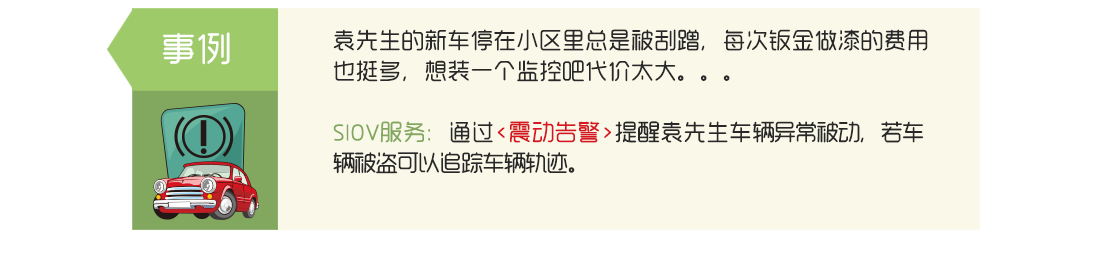 事例
袁先生的新车停在小区里总是被刮蹭，每次钣金做漆的费用
也挺多，想装一个监控吧代价太大。。。
SIOV服务：通过<震动告警>提醒袁先生车辆异常被动，若车
辆被盗可以追踪车辆轨迹。